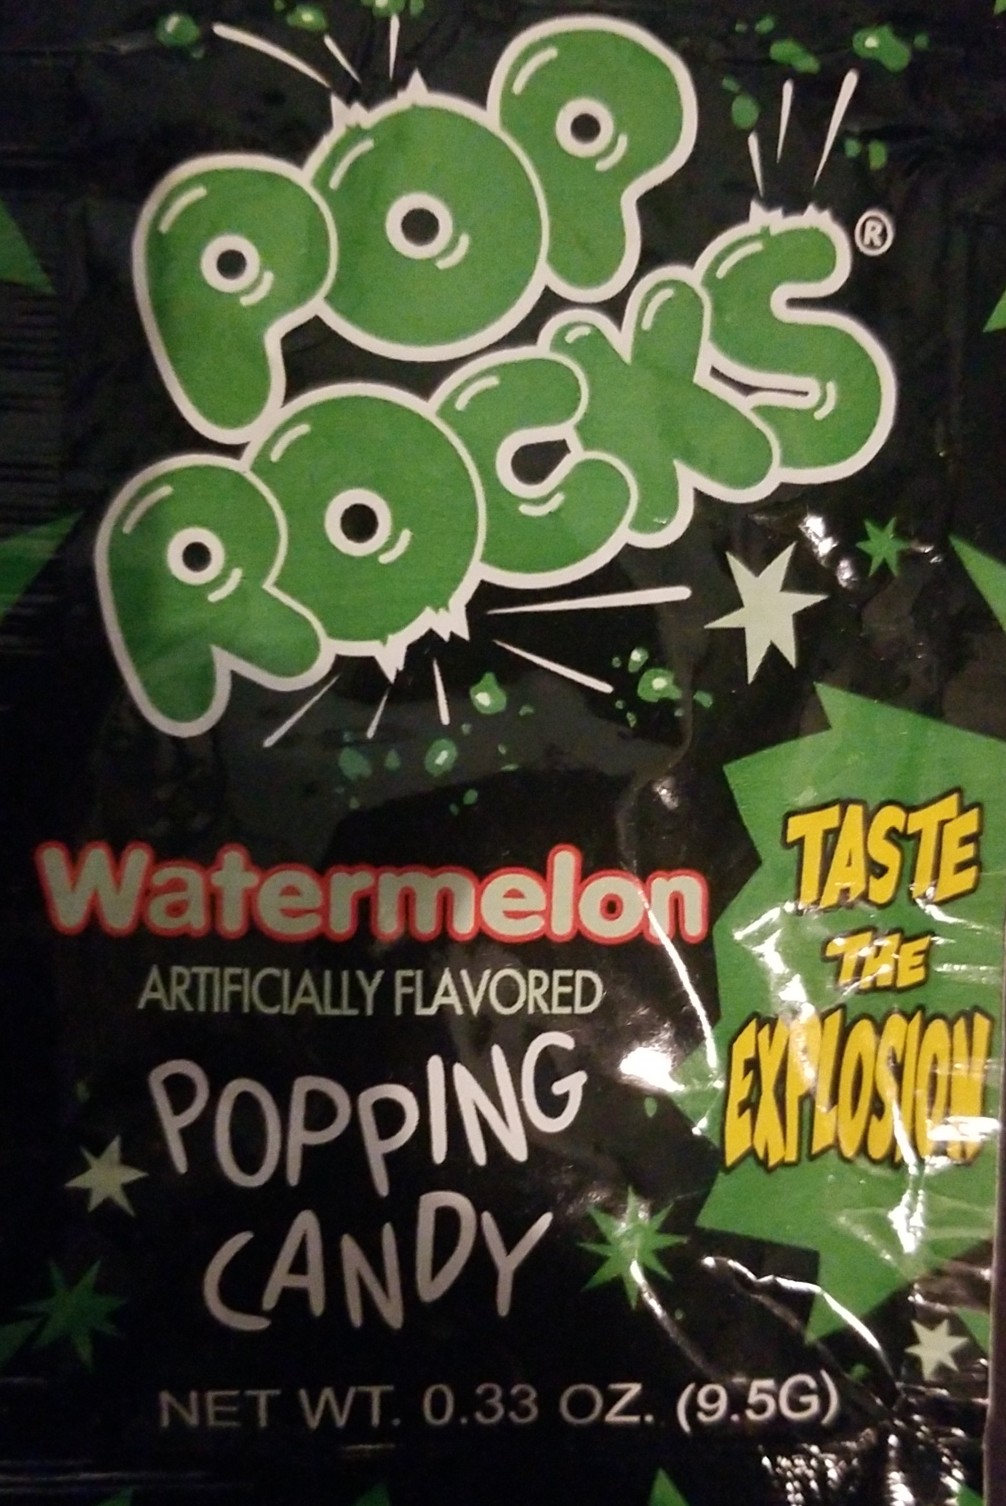 POP
ROCKS®
Watermelon
ARTIFICIALLY FLAVORED
POPPING
CANDY
TASTE
THE
EXPLOSION
NET WT. 0.33 OZ. (9.5G)